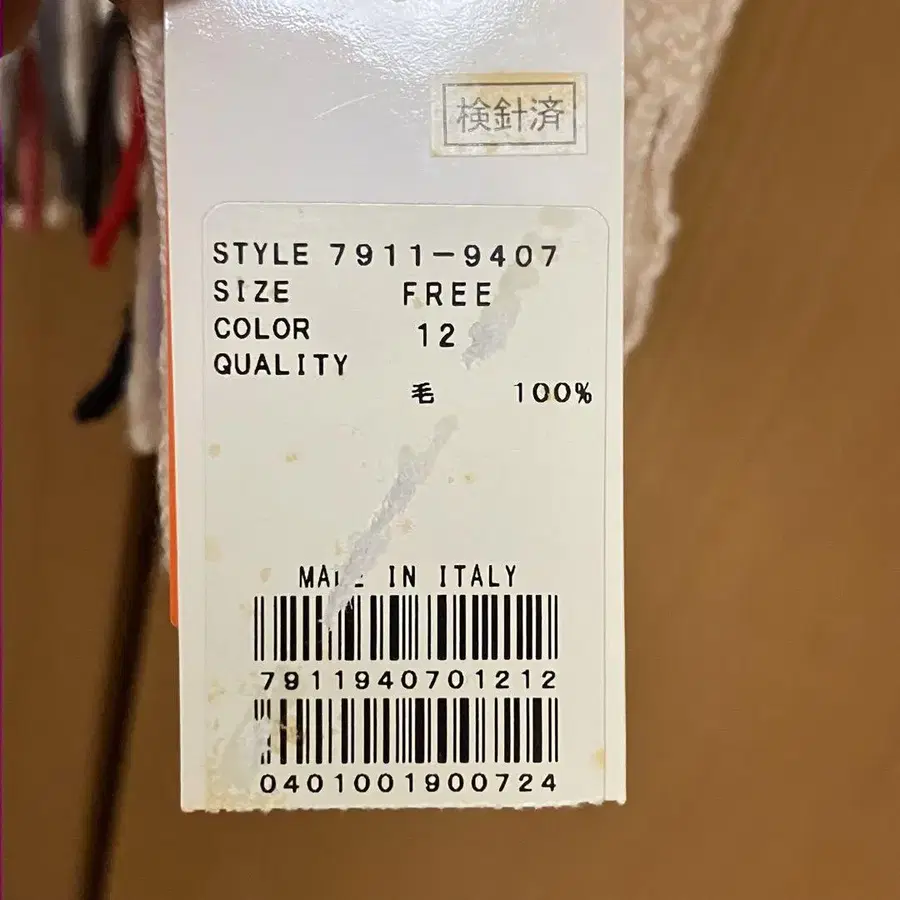 検針済
STYLE 7911-9407
SIZE FREE
COLOR 12
QUALITY
毛 100%
MADE IN ITALY
7911940701212
0401001900724